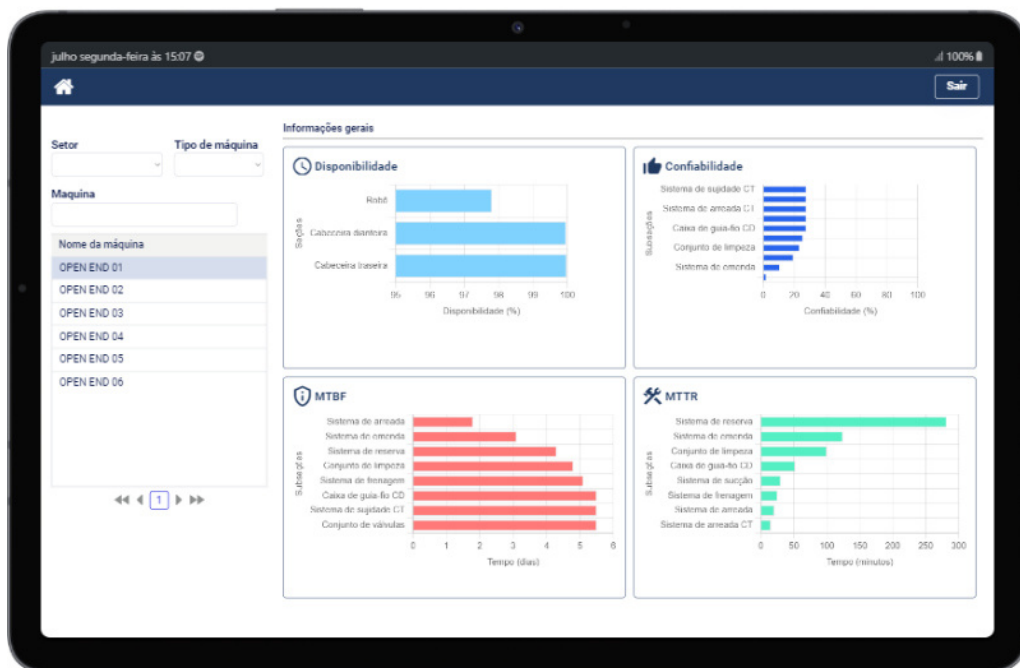 julho segunda-feira às 15:07
100%
Sair
Setor
Tipo de máquina
Maquina
Nome da máquina
OPEN END 01
OPEN END 02
OPEN END 03
OPEN END 04
OPEN END 05
OPEN END 06
1
Informações gerais
Disponibilidade
Seções
Robô
Cabeceira dianteira
Cabeceira traseira
95 96 97 98 99 100
Disponibilidade (%)
Confiabilidade
Subseções
Sistema de sujidade CT
Sistema de arreada CT
Caixa de guia-fio CD
Conjunto de limpeza
Sistema de emenda
0 20 40 60 80 100
Confiabilidade (%)
MTBF
Subseções
Sistema de arreada
Sistema de emenda
Sistema de reserva
Conjunto de limpeza
Sistema de frenagem
Caixa de guia-fio CD
Sistema de sujidade CT
Conjunto de válvulas
0 1 2 3 4 5 6
Tempo (dias)
MTTR
Subseções
Sistema de reserva
Sistema de emenda
Conjunto de limpeza
Caixa de guia-fio CD
Sistema de sucção
Sistema de frenagem
Sistema de arreada
Sistema de arreada CT
0 50 100 150 200 250 300
Tempo (minutos)